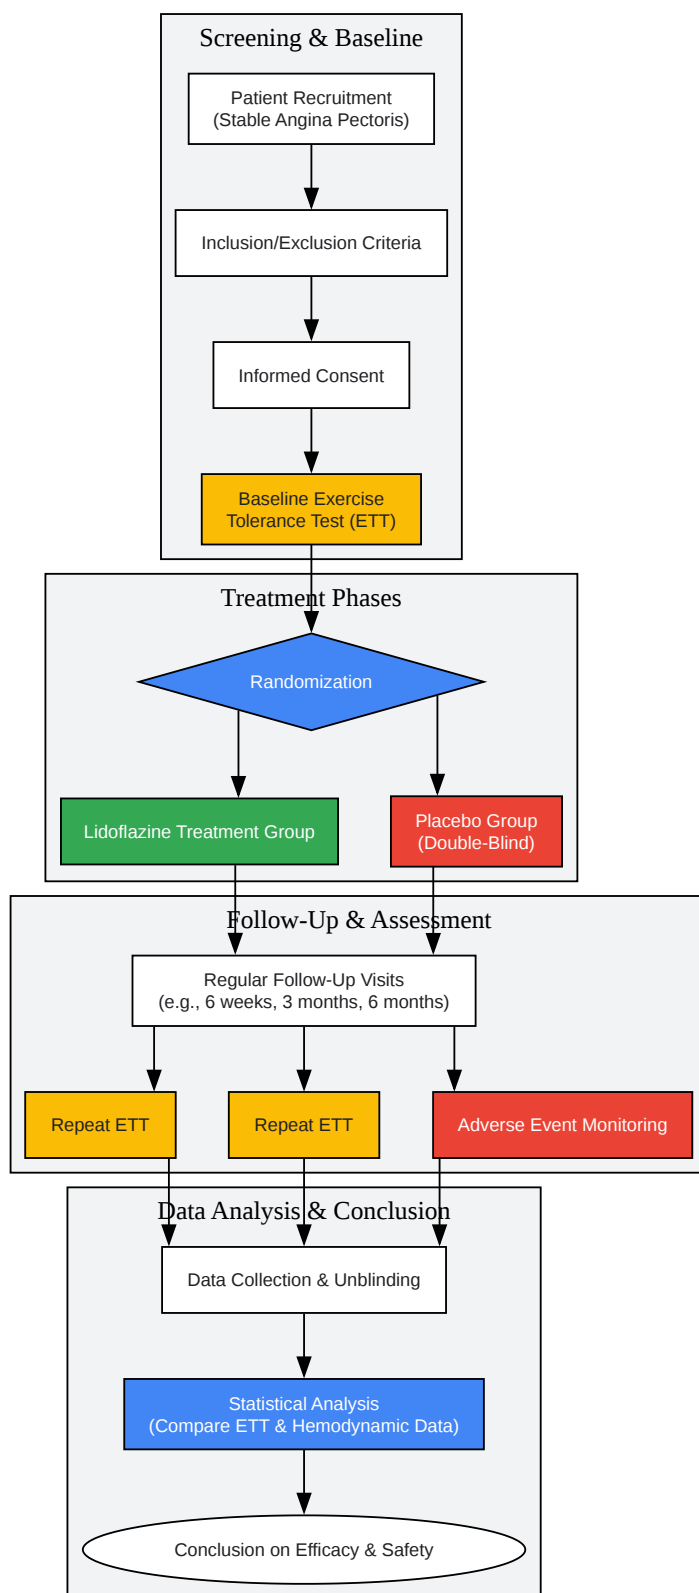 Screening & Baseline
Patient Recruitment
(Stable Angina Pectoris)
Inclusion/Exclusion Criteria
Informed Consent
Baseline Exercise
Tolerance Test (ETT)
Treatment Phases
Randomization
Lidoflazine Treatment Group
Placebo Group
(Double-Blind)
Follow-Up & Assessment
Regular Follow-Up Visits
(e.g., 6 weeks, 3 months, 6 months)
Repeat ETT
Repeat ETT
Adverse Event Monitoring
Data Analysis & Conclusion
Data Collection & Unblinding
Statistical Analysis
(Compare ETT & Hemodynamic Data)
Conclusion on Efficacy & Safety